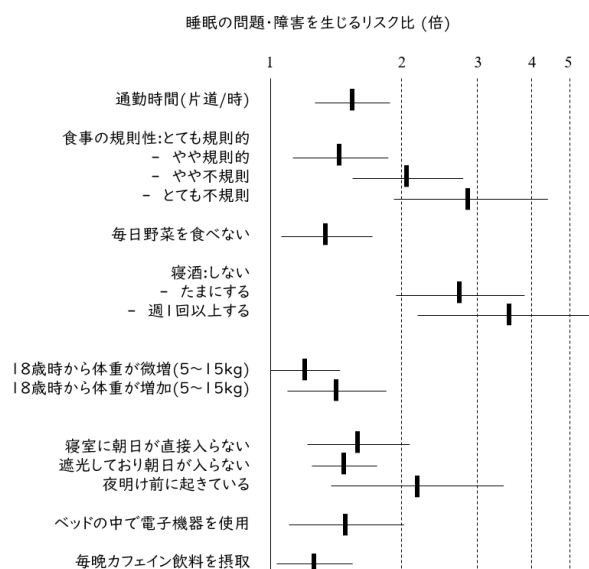 睡眠の問題・障害を生じるリスク比 (倍)
1 2 3 4 5
通勤時間(片道/時)
食事の規則性:とても規則的
- やや規則的
- やや不規則
- とても不規則
毎日野菜を食べない
寝酒:しない
- たまにする
- 週1回以上する
18歳時から体重が微増(5~15kg)
18歳時から体重が増加(5~15kg)
寝室に朝日が直接入らない
遮光しており朝日が入らない
夜明け前に起きている
ベッドの中で電子機器を使用
毎晩カフェイン飲料を摂取